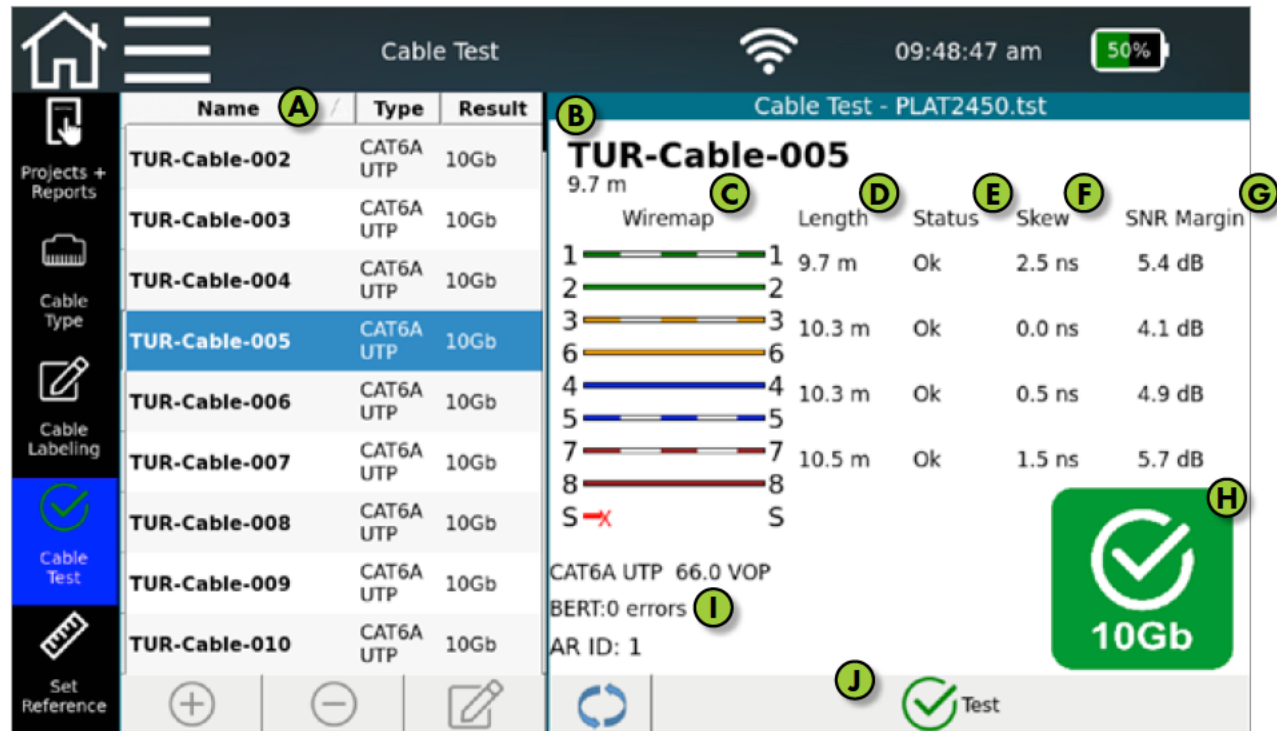 Cable Test
09:48:47 am
50%
Projects +
Reports
Cable
Type
Cable
Labeling
Cable
Test
Set
Reference
Name A / Type Result
TUR-Cable-002 CAT6A UTP 10Gb
TUR-Cable-003 CAT6A UTP 10Gb
TUR-Cable-004 CAT6A UTP 10Gb
TUR-Cable-005 CAT6A UTP 10Gb
TUR-Cable-006 CAT6A UTP 10Gb
TUR-Cable-007 CAT6A UTP 10Gb
TUR-Cable-008 CAT6A UTP 10Gb
TUR-Cable-009 CAT6A UTP 10Gb
TUR-Cable-010 CAT6A UTP 10Gb
Cable Test - PLAT2450.tst
B
TUR-Cable-005
9.7 m
C D E F G
Wiremap Length Status Skew SNR Margin
1 1 9.7 m Ok 2.5 ns 5.4 dB
2 2
3 3 10.3 m Ok 0.0 ns 4.1 dB
6 6
4 4 10.3 m Ok 0.5 ns 4.9 dB
5 5
7 7 10.5 m Ok 1.5 ns 5.7 dB
8 8
S X S
H
10Gb
CAT6A UTP 66.0 VOP
BERT:0 errors I
AR ID: 1
J
Test